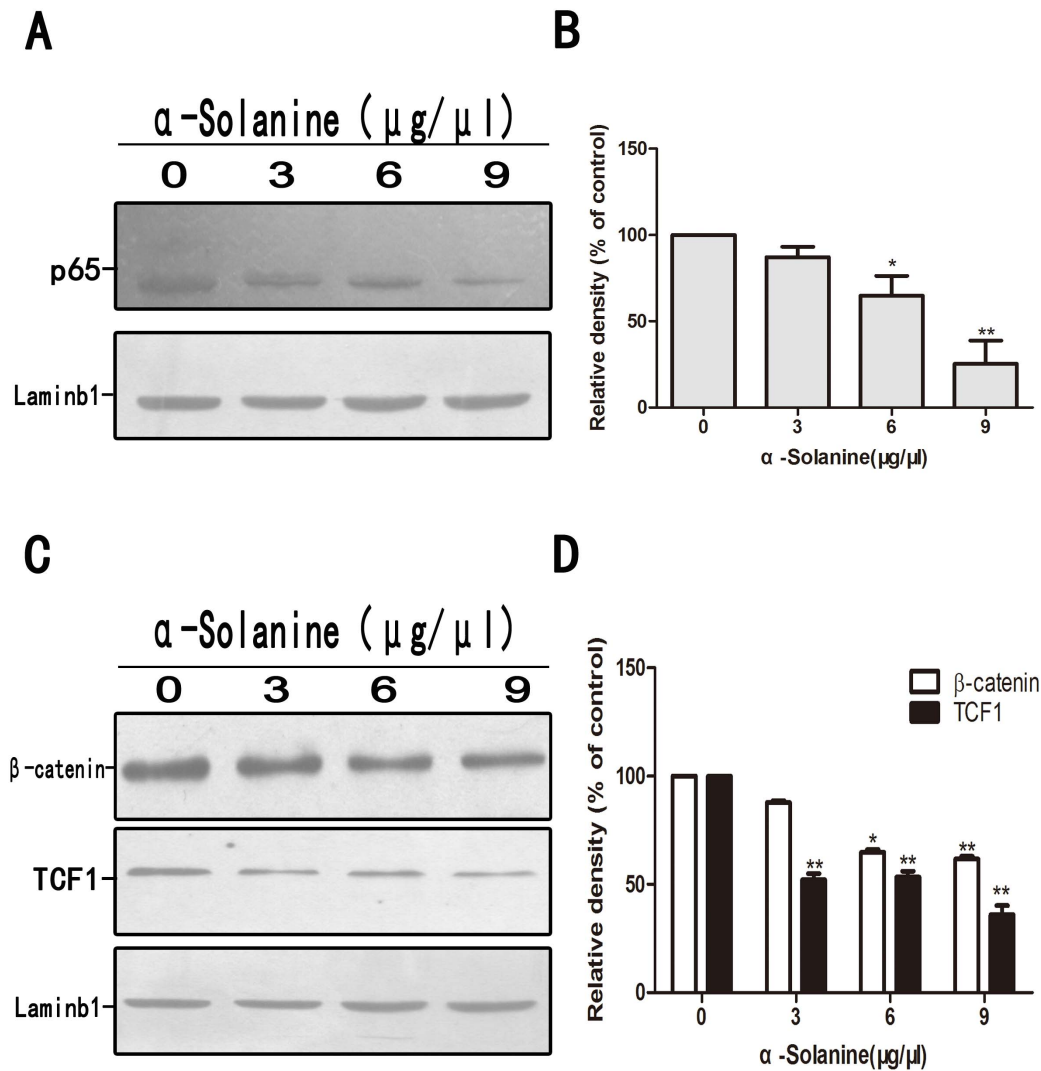 A
α-Solanine (μg/μl)
0 3 6 9
p65
Laminb1
B
Relative density (% of control)
150
100
50
0
*
**
0 3 6 9
α -Solanine(μg/μl)
C
α-Solanine (μg/μl)
0 3 6 9
β-catenin
TCF1
Laminb1
D
Relative density (% of control)
150
100
50
0
β-catenin
TCF1
** * ** ** **
0 3 6 9
α -Solanine(μg/μl)